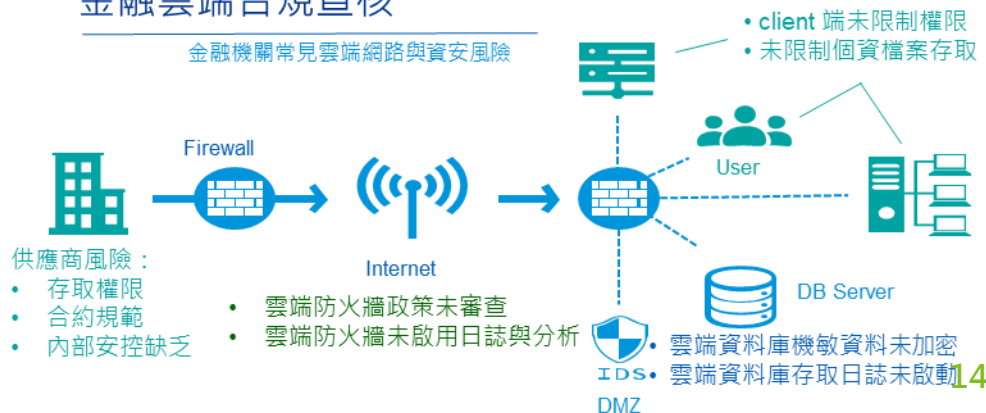 金融雲端合規查核
金融機關常見雲端網路與資安風險
• client 端未限制權限
• 未限制個資檔案存取
Firewall
User
供應商風險：
• 存取權限
• 合約規範
• 內部安控缺乏
Internet
• 雲端防火牆政策未審查
• 雲端防火牆未啟用日誌與分析
DB Server
• 雲端資料庫機敏資料未加密
• 雲端資料庫存取日誌未啟動
IDS
DMZ
14